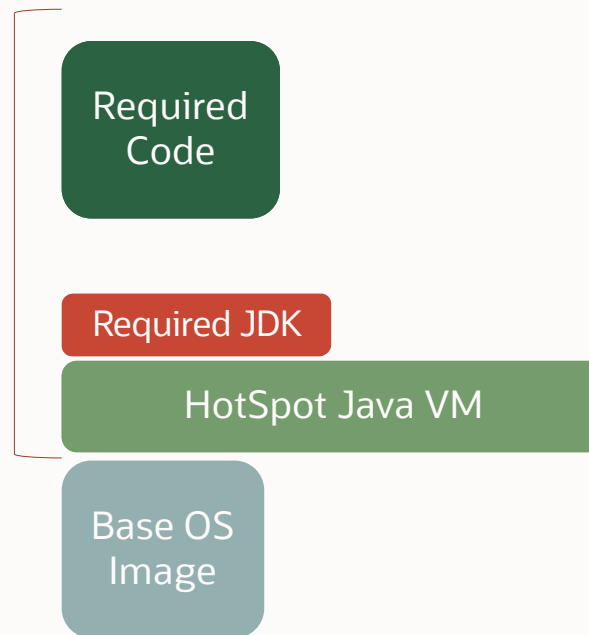 Required
Code
Required JDK
HotSpot Java VM
Base OS
Image